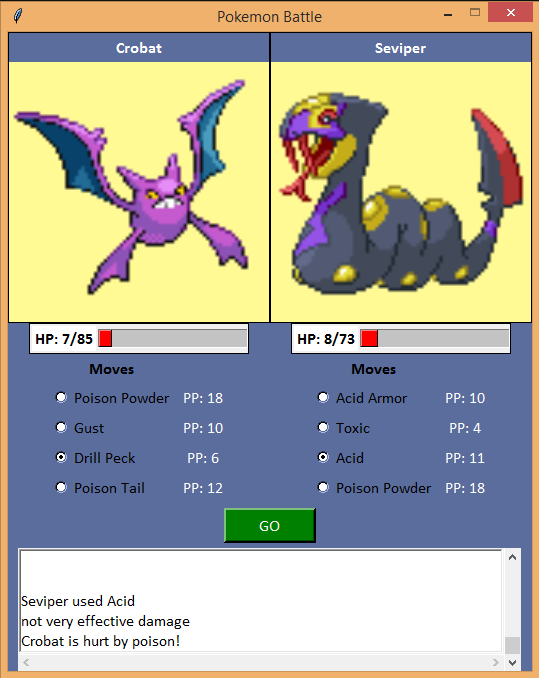 Pokemon Battle
Crobat Seviper
HP: 7/85 HP: 8/73
Moves Moves
Poison Powder PP: 18 Acid Armor PP: 10
Gust PP: 10 Toxic PP: 4
Drill Peck PP: 6 Acid PP: 11
Poison Tail PP: 12 Poison Powder PP: 18
GO
Seviper used Acid
not very effective damage
Crobat is hurt by poison!